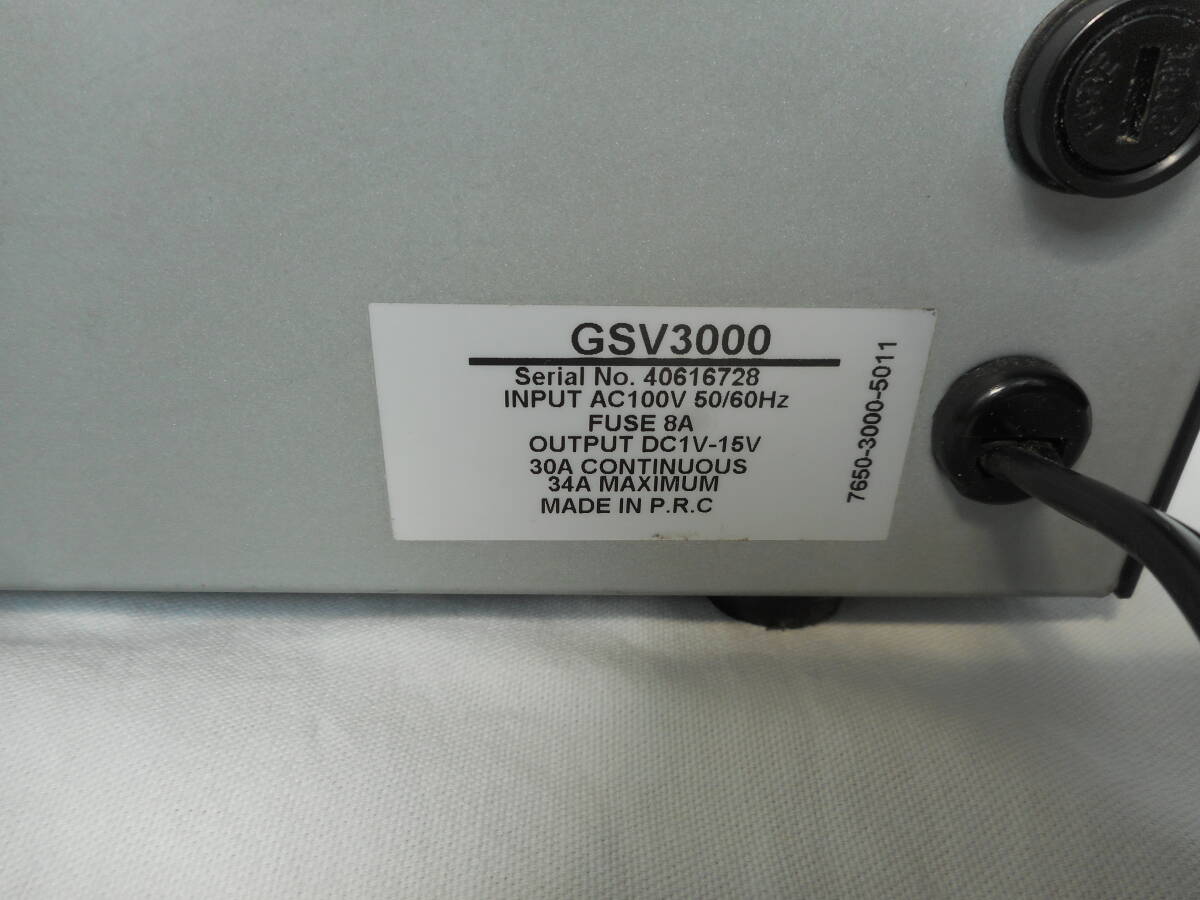 GSV3000
Serial No. 40616728
INPUT AC100V 50/60Hz
FUSE 8A
OUTPUT DC1V-15V
30A CONTINUOUS
34A MAXIMUM
MADE IN P.R.C
7650-3000-5011